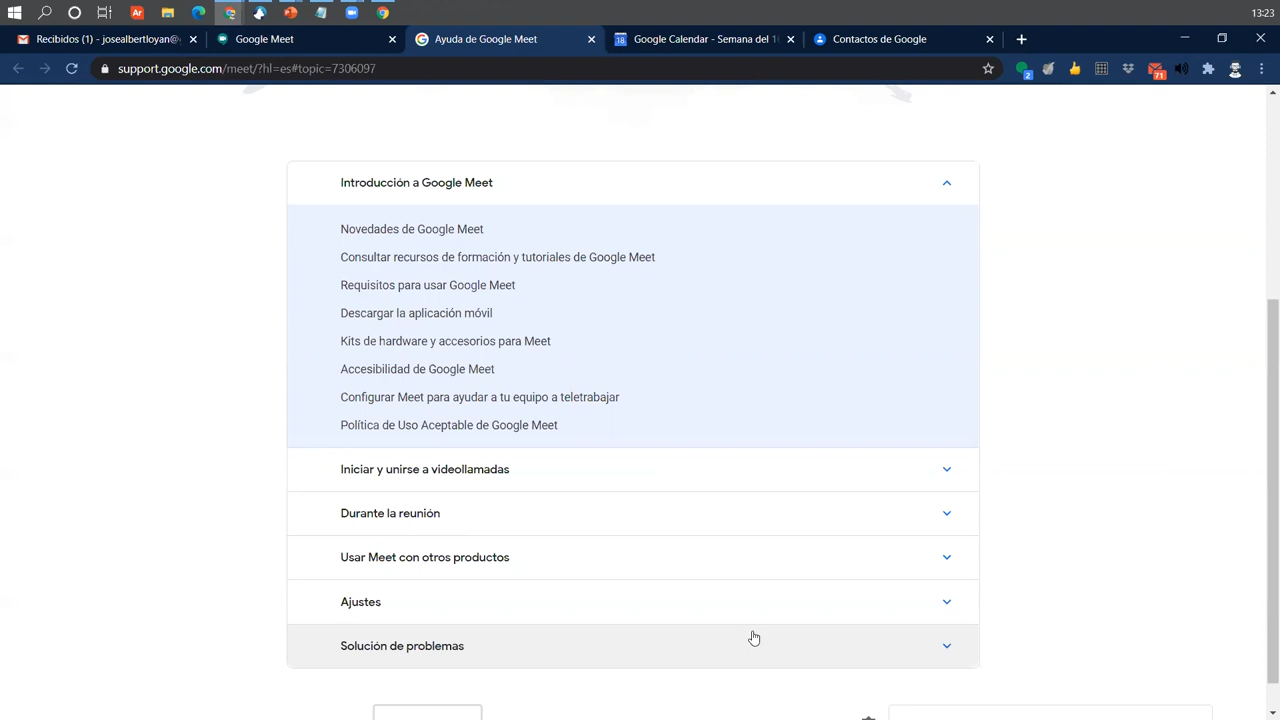 Ar
13:23
Recibidos (1) - josealbertloyan@
Google Meet
Ayuda de Google Meet
18
Google Calendar - Semana del 1
Contactos de Google
support.google.com/meet/?hl=es#topic=7306097
2
71
Introducción a Google Meet
Novedades de Google Meet
Consultar recursos de formación y tutoriales de Google Meet
Requisitos para usar Google Meet
Descargar la aplicación móvil
Kits de hardware y accesorios para Meet
Accesibilidad de Google Meet
Configurar Meet para ayudar a tu equipo a teletrabajar
Política de Uso Aceptable de Google Meet
Iniciar y unirse a videollamadas
Durante la reunión
Usar Meet con otros productos
Ajustes
Solución de problemas